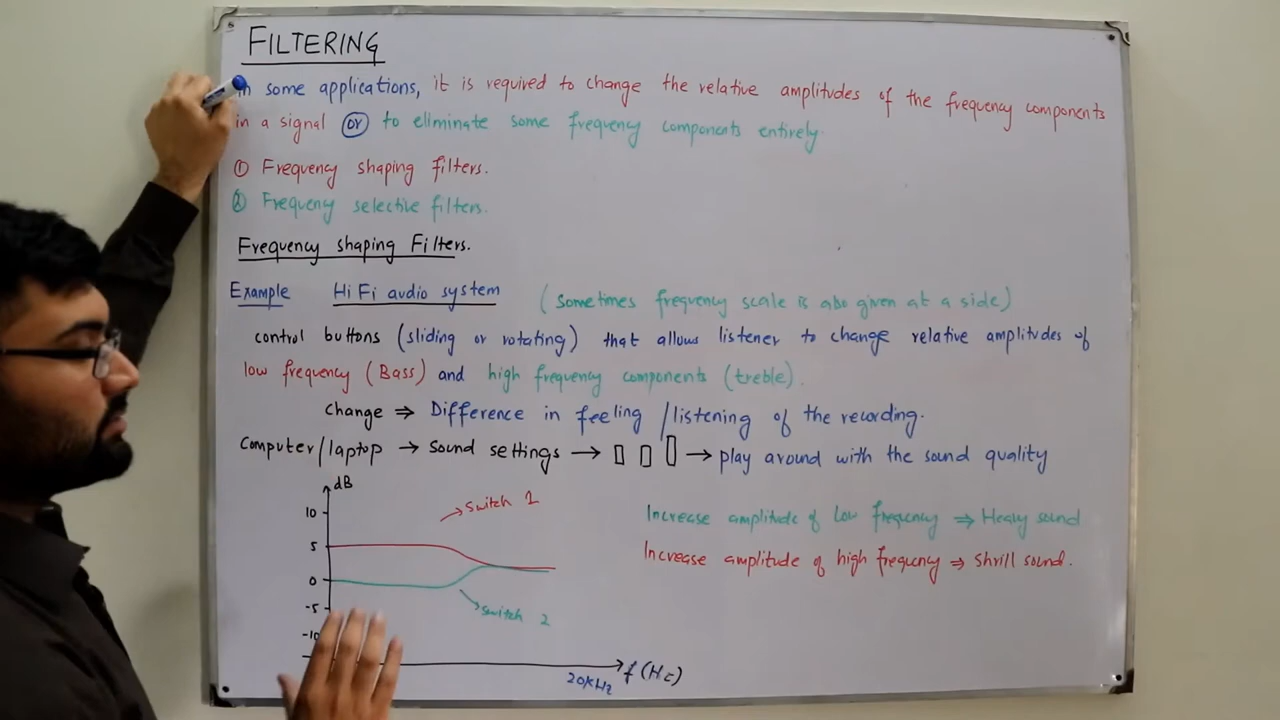 FILTERING
In some applications, it is required to change the relative amplitudes of the frequency components
in a signal or to eliminate some frequency components entirely.
① Frequency shaping filters.
② Frequency selective filters.
Frequency shaping Filters.
Example Hi Fi audio system (sometimes frequency scale is also given at a side)
control buttons (sliding or rotating) that allows listener to change relative amplitudes of
low frequency (Bass) and high frequency components (treble).
Change ⇒ Difference in feeling /listening of the recording.
Computer/laptop → Sound settings → → play around with the sound quality
dB
10
5
0
-5
-10
Switch 1
Switch 2
20KHz
f (Hz)
Increase amplitude of low frequency ⇒ Heavy sound
Increase amplitude of high frequency ⇒ Shrill sound.